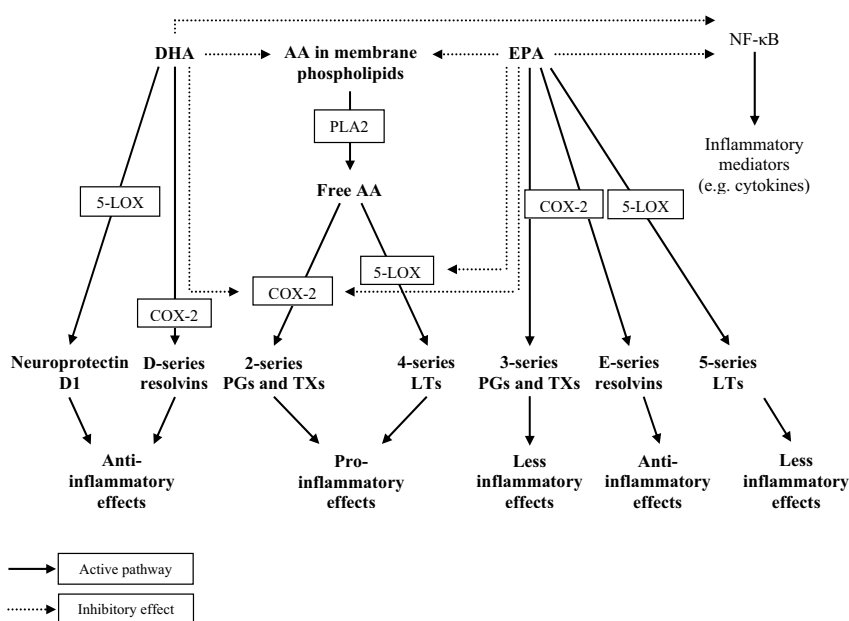 NF-κB
DHA
AA in membrane
phospholipids
EPA
PLA2
Inflammatory
mediators
(e.g. cytokines)
Free AA
5-LOX
COX-2
5-LOX
5-LOX
COX-2
COX-2
Neuroprotectin
D1
D-series
resolvins
2-series
PGs and TXs
4-series
LTs
3-series
PGs and TXs
E-series
resolvins
5-series
LTs
Anti-
inflammatory
effects
Pro-
inflammatory
effects
Less
inflammatory
effects
Anti-
inflammatory
effects
Less
inflammatory
effects
Active pathway
Inhibitory effect